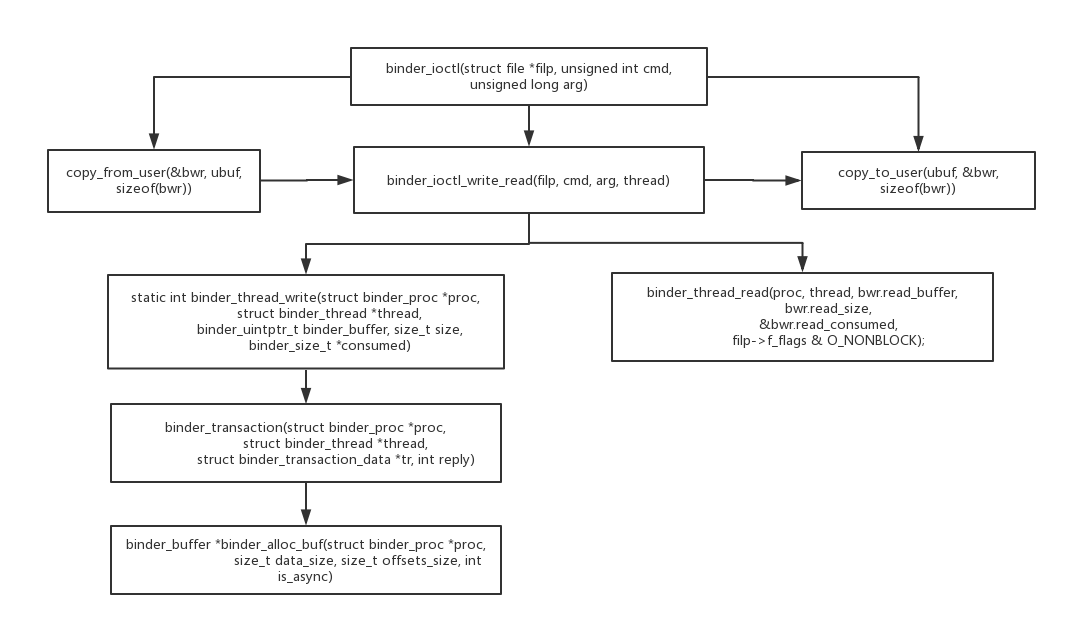 binder_ioctl(struct file *filp, unsigned int cmd,
unsigned long arg)
copy_from_user(&bwr, ubuf,
sizeof(bwr))
binder_ioctl_write_read(filp, cmd, arg, thread)
copy_to_user(ubuf, &bwr,
sizeof(bwr))
static int binder_thread_write(struct binder_proc *proc,
struct binder_thread *thread,
binder_uintptr_t binder_buffer, size_t size,
binder_size_t *consumed)
binder_thread_read(proc, thread, bwr.read_buffer,
bwr.read_size,
&bwr.read_consumed,
filp->f_flags & O_NONBLOCK);
binder_transaction(struct binder_proc *proc,
struct binder_thread *thread,
struct binder_transaction_data *tr, int reply)
binder_buffer *binder_alloc_buf(struct binder_proc *proc,
size_t data_size, size_t offsets_size, int
is_async)